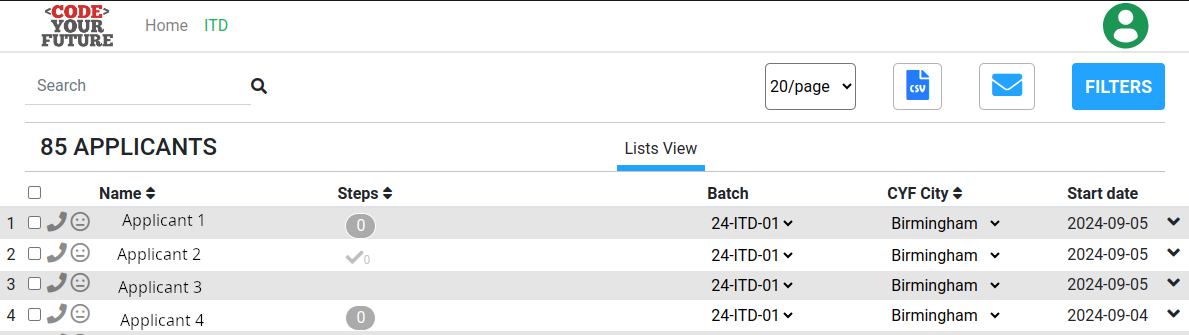 <CODE>
YOUR
FUTURE
Home ITD
Search 20/page CSV FILTERS
85 APPLICANTS Lists View
Name Steps Batch CYF City Start date
1 Applicant 1 0 24-ITD-01 Birmingham 2024-09-05
2 Applicant 2 0 24-ITD-01 Birmingham 2024-09-05
3 Applicant 3 24-ITD-01 Birmingham 2024-09-05
4 Applicant 4 0 24-ITD-01 Birmingham 2024-09-04